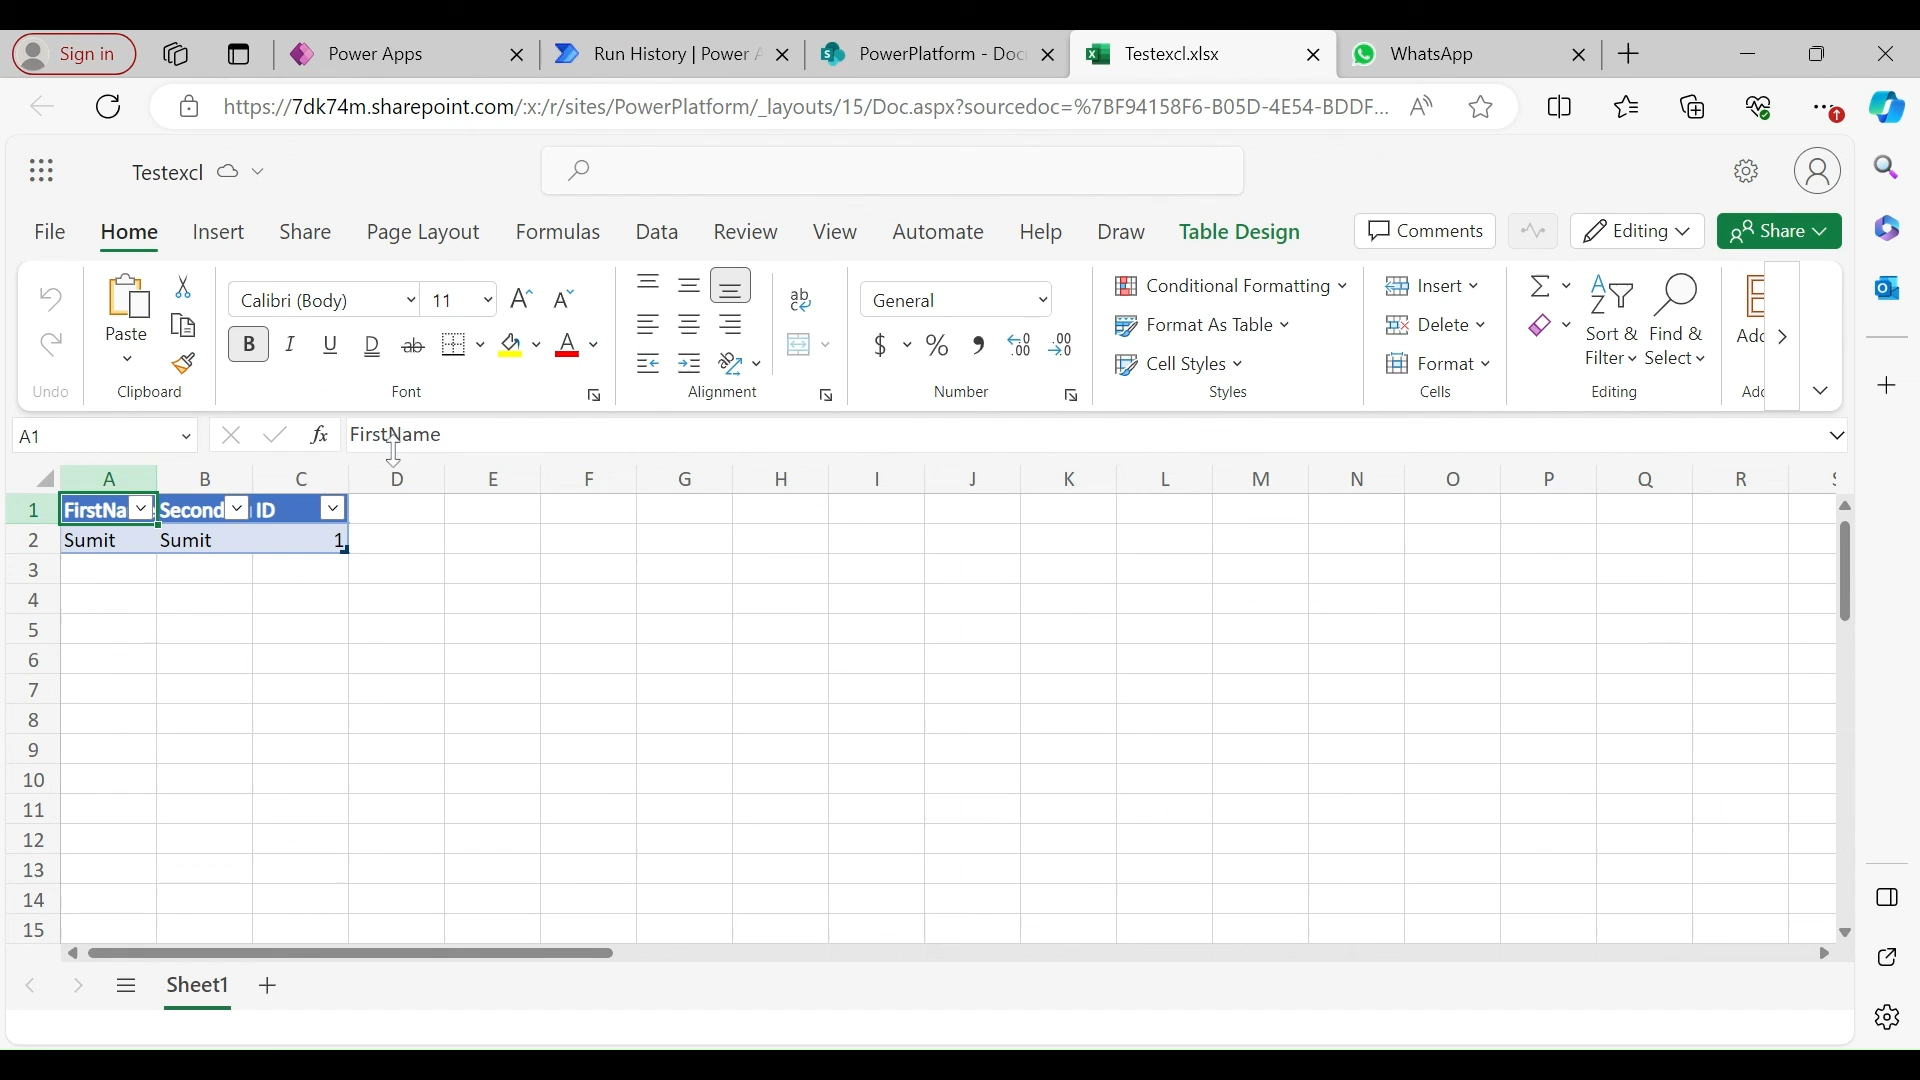 Sign in Power Apps Run History | Power A PowerPlatform - Doc Testexcl.xlsx WhatsApp
https://7dk74m.sharepoint.com/:x:/r/sites/PowerPlatform/_layouts/15/Doc.aspx?sourcedoc=%7BF94158F6-B05D-4E54-BDDF...
Testexcl
File Home Insert Share Page Layout Formulas Data Review View Automate Help Draw Table Design Comments Editing Share
Calibri (Body) 11 General Conditional Formatting Insert
Paste Format As Table Delete Sort & Find & Add
Cell Styles Format Filter Select
Undo Clipboard Font Alignment Number Styles Cells Editing Add
A1 fx FirstName
A B C D E F G H I J K L M N O P Q R S
1 FirstNa Second ID
2 Sumit Sumit 1
3
4
5
6
7
8
9
10
11
12
13
14
15
Sheet1